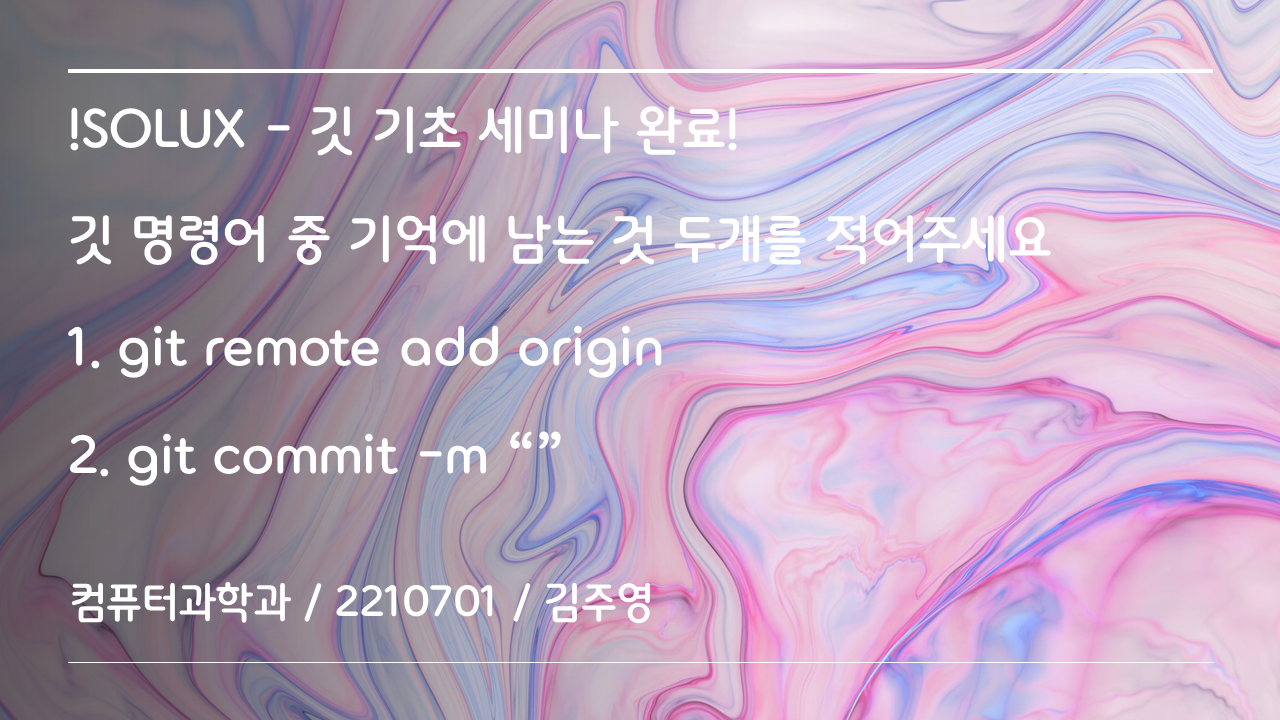 !SOLUX - 깃 기초 세미나 완료!
깃 명령어 중 기억에 남는 것 두개를 적어주세요
1. git remote add origin
2. git commit -m “”
컴퓨터과학과 / 2210701 / 김주영